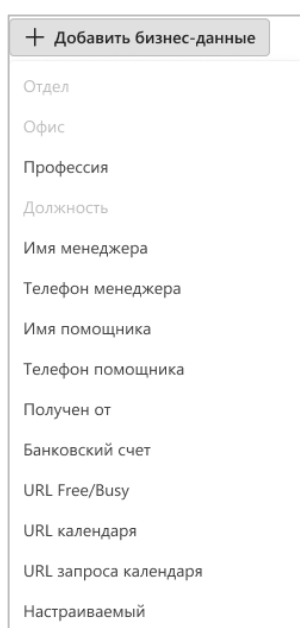 + Добавить бизнес-данные
Отдел
Офис
Профессия
Должность
Имя менеджера
Телефон менеджера
Имя помощника
Телефон помощника
Получен от
Банковский счет
URL Free/Busy
URL календаря
URL запроса календаря
Настраиваемый